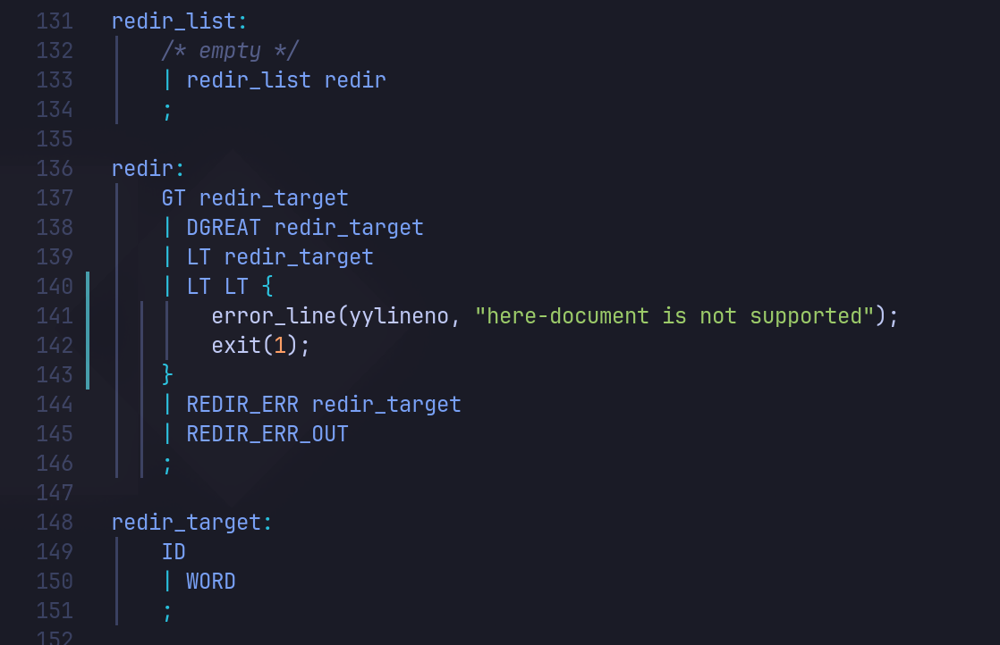 131 redir_list:
132     /* empty */
133     | redir_list redir
134     ;
135
136 redir:
137     GT redir_target
138     | DGREAT redir_target
139     | LT redir_target
140     | LT LT {
141         error_line(yylineno, "here-document is not supported");
142         exit(1);
143     }
144     | REDIR_ERR redir_target
145     | REDIR_ERR_OUT
146     ;
147
148 redir_target:
149     ID
150     | WORD
151     ;
152